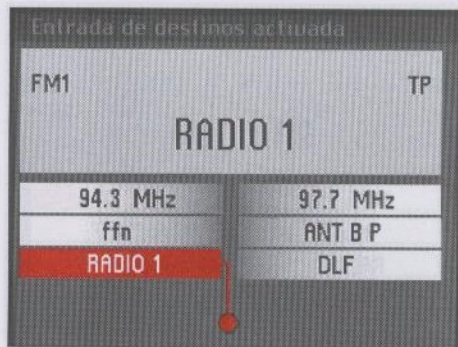 Entrada de destinos activada
FM1 TP
RADIO 1
94.3 MHz 97.7 MHz
ffn ANT B P
RADIO 1 DLF